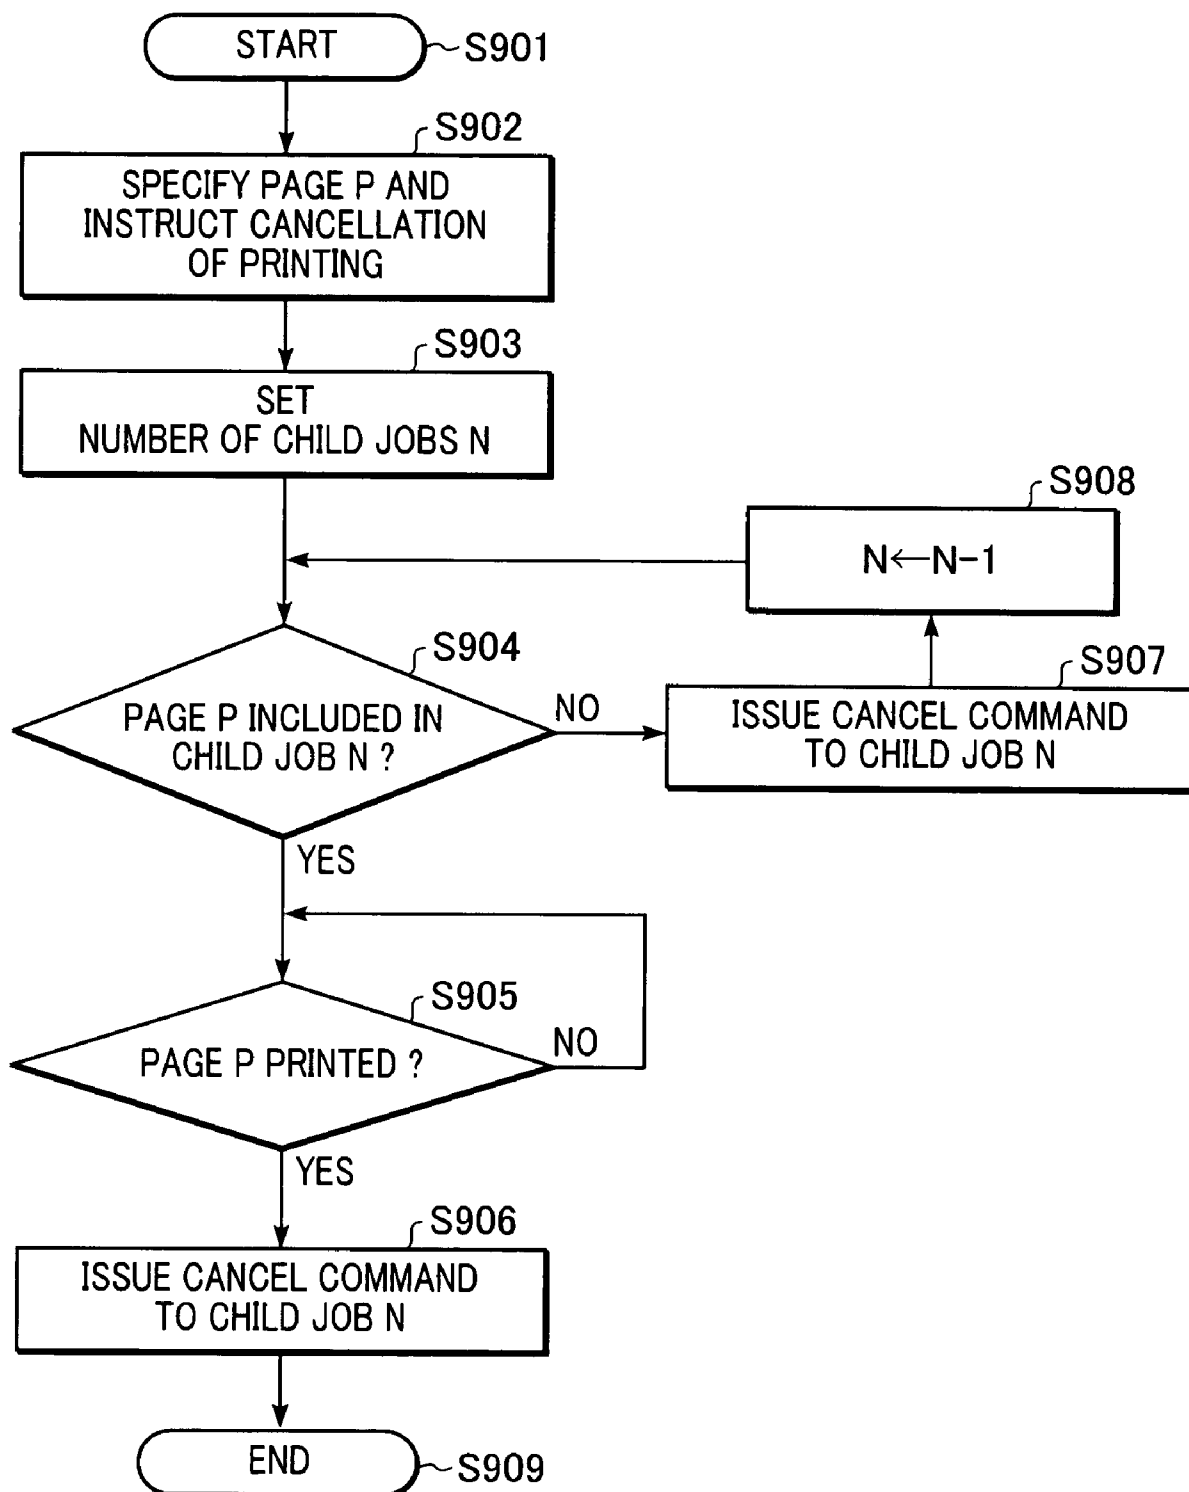 START
S901
S902
SPECIFY PAGE P AND
INSTRUCT CANCELLATION
OF PRINTING
S903
SET
NUMBER OF CHILD JOBS N
S908
N←N-1
S904
PAGE P INCLUDED IN
CHILD JOB N ?
NO
S907
ISSUE CANCEL COMMAND
TO CHILD JOB N
YES
S905
PAGE P PRINTED ?
NO
YES
S906
ISSUE CANCEL COMMAND
TO CHILD JOB N
END
S909